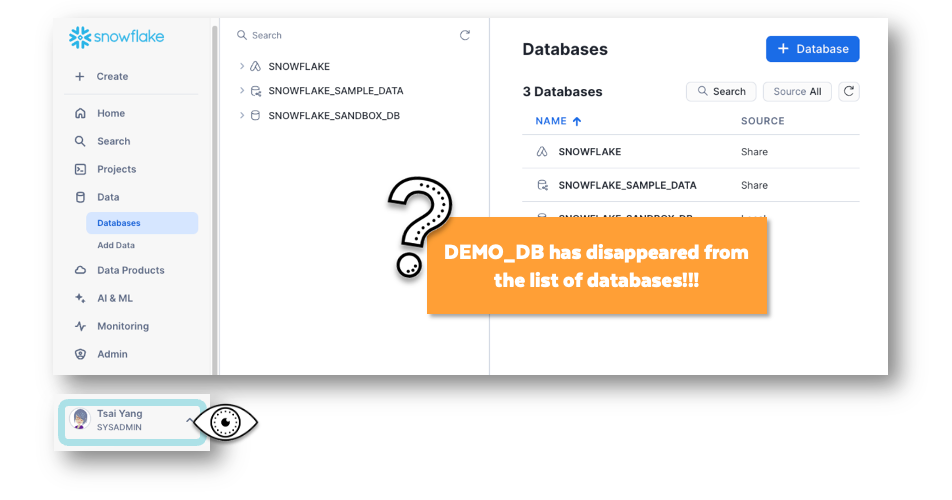 snowflake
Create
Home
Search
Projects
Data
Databases
Add Data
Data Products
AI & ML
Monitoring
Admin
Search
SNOWFLAKE
SNOWFLAKE_SAMPLE_DATA
SNOWFLAKE_SANDBOX_DB
Databases
+ Database
3 Databases
Search
Source All
NAME ↑ SOURCE
SNOWFLAKE Share
SNOWFLAKE_SAMPLE_DATA Share
SNOWFLAKE_SANDBOX_DB Local
?
DEMO_DB has disappeared from
the list of databases!!!
Tsai Yang
SYSADMIN